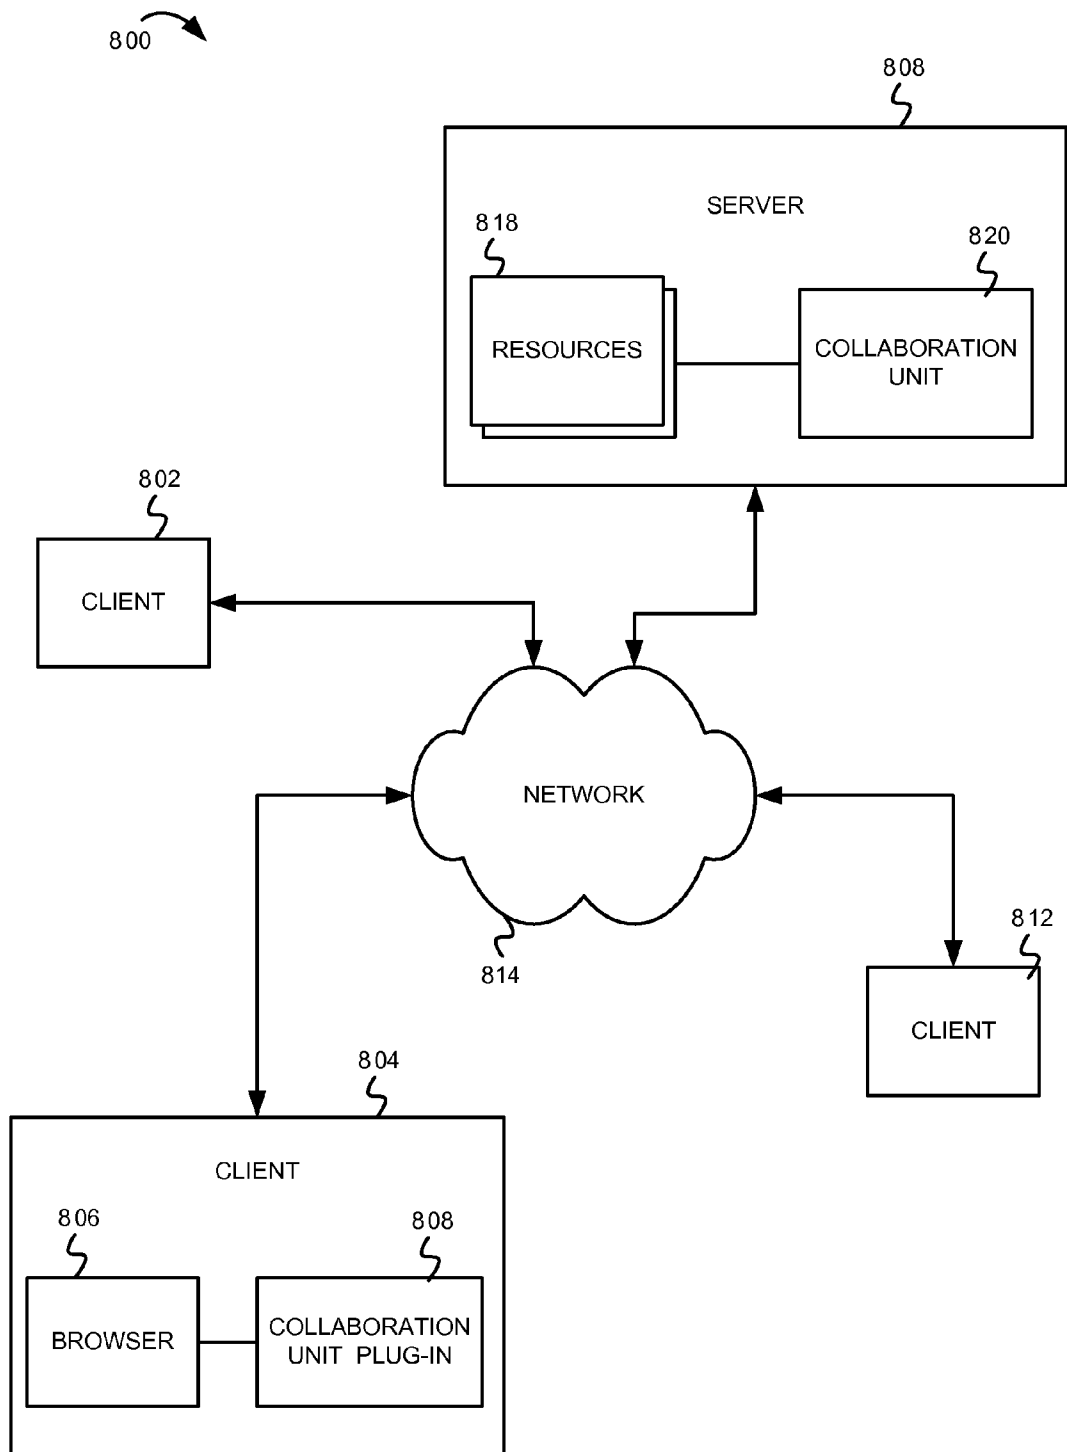 800
808
SERVER
818
820
RESOURCES
COLLABORATION
UNIT
802
CLIENT
NETWORK
814
812
CLIENT
804
CLIENT
806
808
BROWSER
COLLABORATION
UNIT PLUG-IN